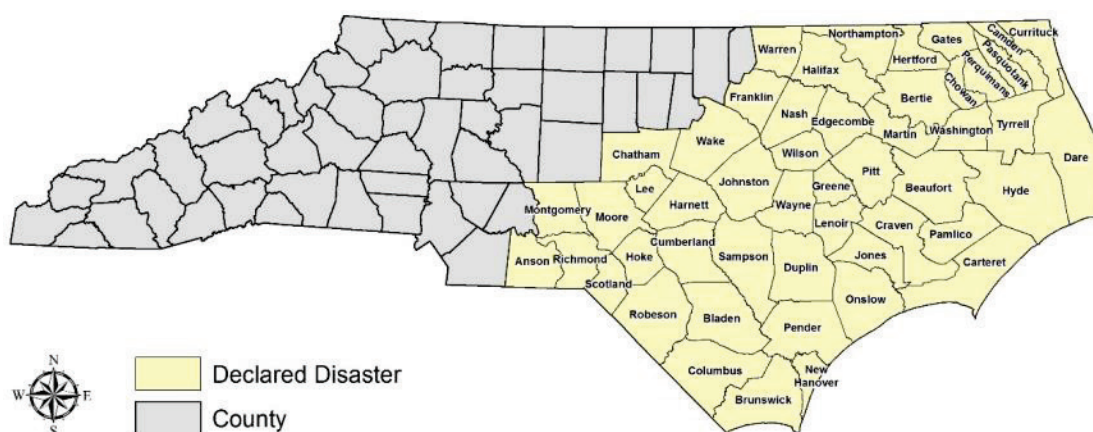 Warren
Northampton
Gates
Camden
Currituck
Pasquotank
Perquimans
Chowan
Hertford
Halifax
Bertie
Franklin
Nash
Edgecombe
Martin
Washington
Tyrrell
Dare
Wake
Wilson
Chatham
Pitt
Beaufort
Hyde
Lee
Johnston
Greene
Wayne
Montgomery
Moore
Harnett
Lenoir
Craven
Pamlico
Anson
Richmond
Hoke
Cumberland
Sampson
Duplin
Jones
Carteret
Scotland
Onslow
Robeson
Bladen
Pender
Columbus
New
Hanover
Brunswick
N
W E
S
Declared Disaster
County